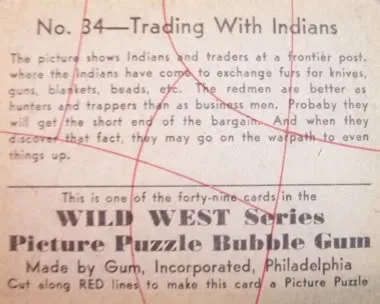 No. 34—Trading With Indians
The picture shows Indians and traders at a frontier post.
where the Indians have come to exchange furs for knives,
guns, blankets, beads, etc. The redmen are better as
hunters and trappers than as business men. Probaby they
will get the short end of the bargain. And when they
discover that fact, they may go on the warpath to even
things up.
This is one of the forty-nine cards in the
WILD WEST Series
Picture Puzzle Bubble Gum
Made by Gum, Incorporated, Philadelphia
Cut along RED lines to make this card a Picture Puzzle